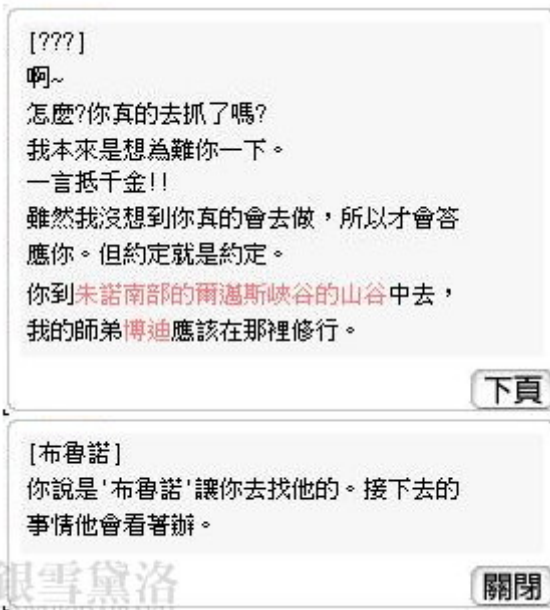 [???]
啊~
怎麼?你真的去抓了嗎?
我本來是想為難你一下。
一言抵千金!!
雖然我沒想到你真的會去做，所以才會答
應你。但約定就是約定。
你到朱諾南部的爾邁斯峽谷的山谷中去，
我的師弟博迪應該在那裡修行。
下頁
[布魯諾]
你說是'布魯諾'讓你去找他的。接下去的
事情他會看著辦。
銀雪黛洛
關閉